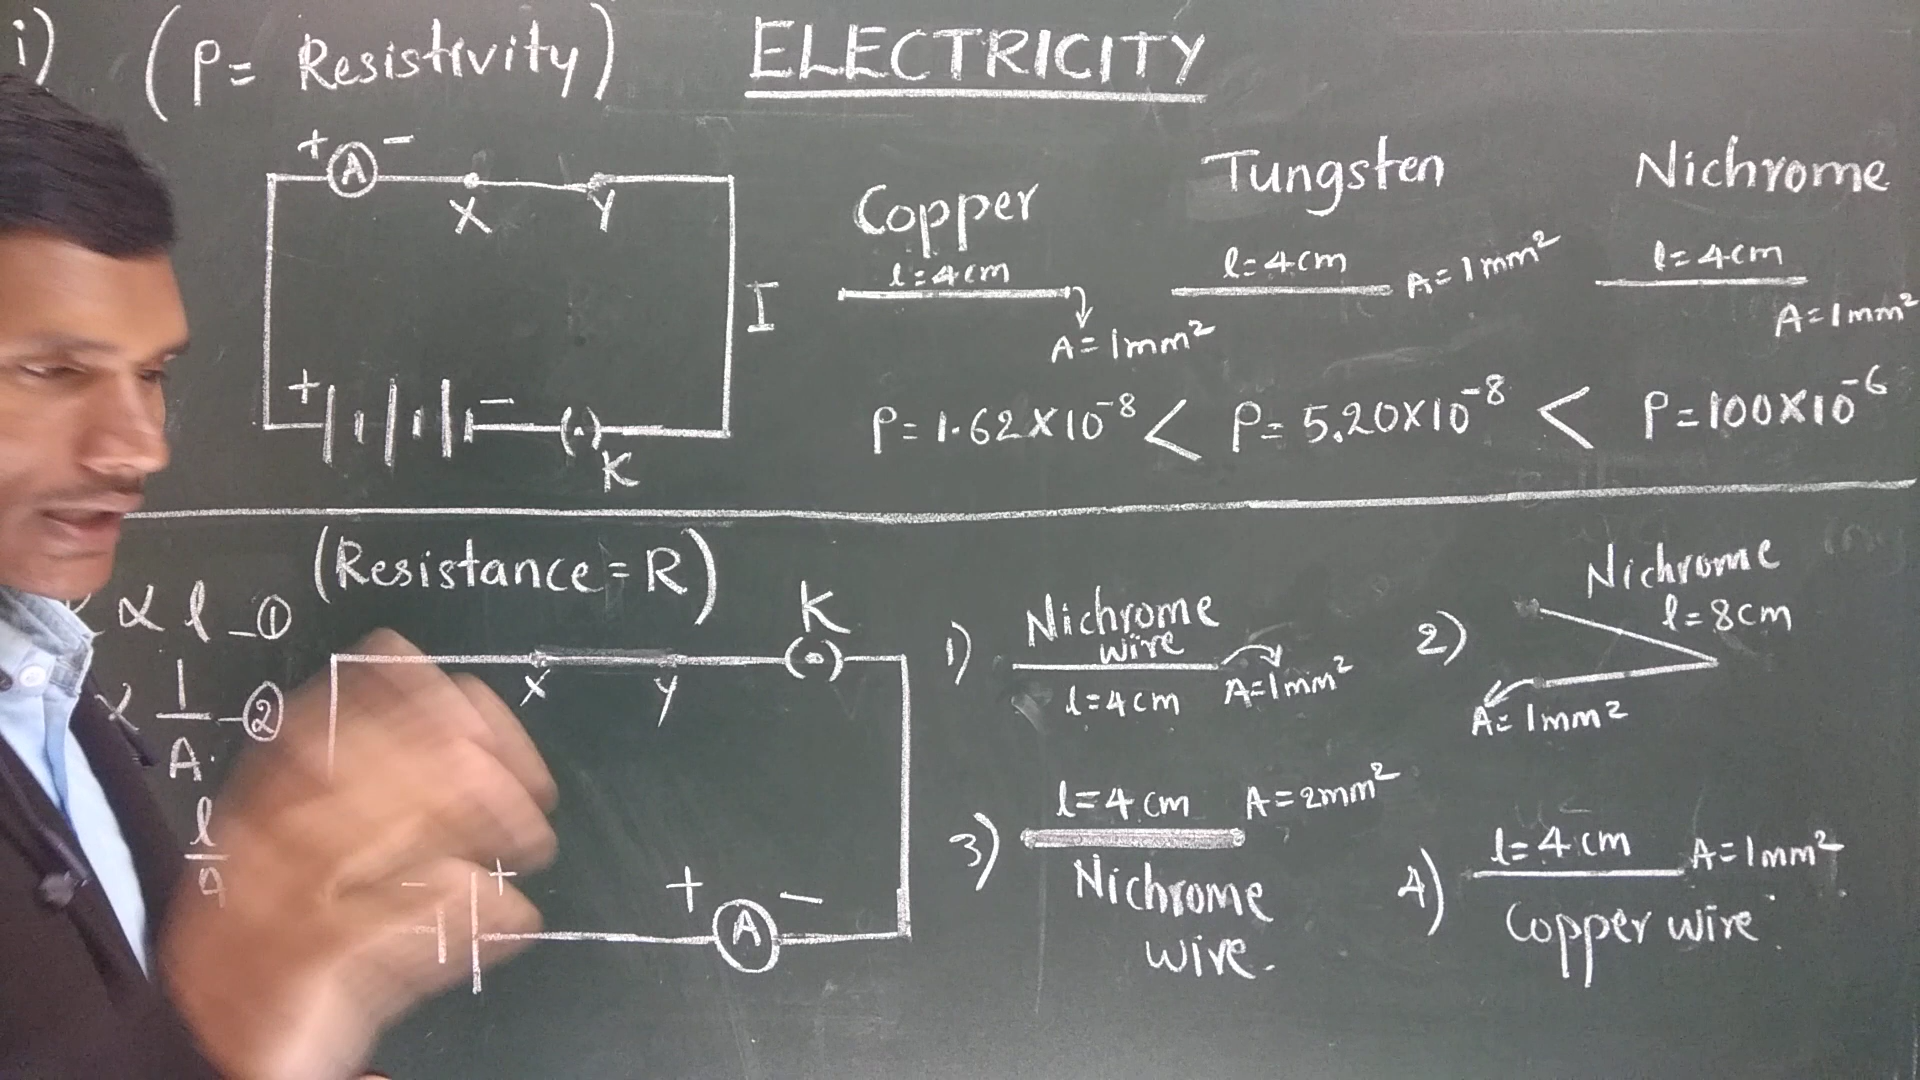 i) (ρ= Resistivity) ELECTRICITY
+ A -
X Y
I
+ -
K
Copper
l=4cm
A=1mm²
ρ=1.62×10⁻⁸ <
Tungsten
l=4cm A=1mm²
ρ=5.20×10⁻⁸ <
Nichrome
l=4cm
A=1mm²
ρ=100×10⁻⁶
(Resistance=R)
∝ l -①
1/A -②
l/A
X Y
K
- +
+ A -
1) Nichrome
wire
l=4cm A=1mm²
2) Nichrome
l=8cm
A=1mm²
3) l=4cm A=2mm²
Nichrome
wire.
4) l=4cm A=1mm²
Copper wire.